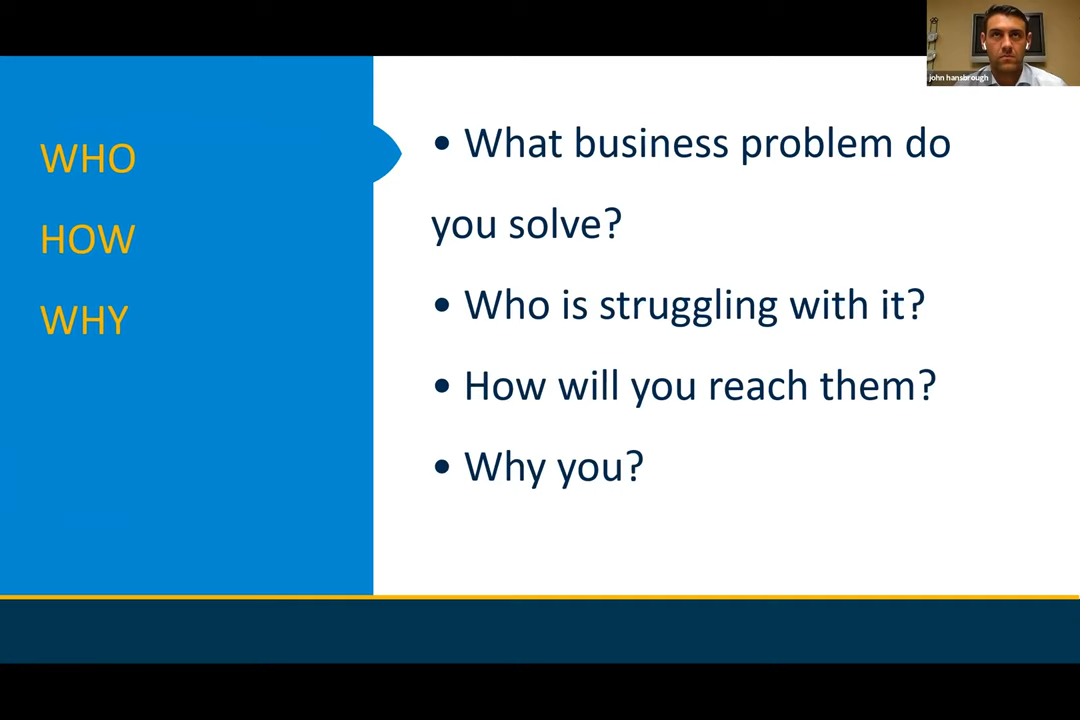 WHO
HOW
WHY
• What business problem do
you solve?
• Who is struggling with it?
• How will you reach them?
• Why you?
john hansbrough